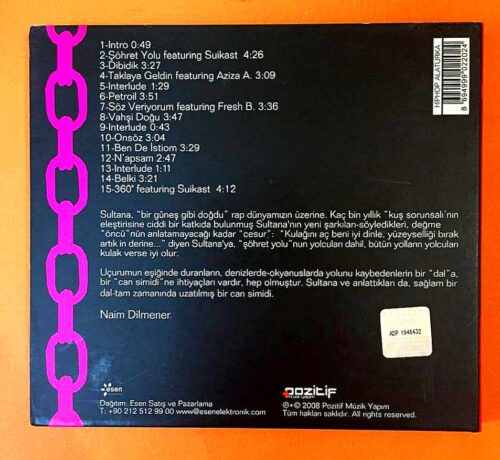 1-Intro 0:49
2-Şöhret Yolu featuring Suikast 4:26
3-Dibidik 3:27
4-Taklaya Geldin featuring Aziza A. 3:09
5-Interlude 1:29
6-Petroil 3:51
7-Söz Veriyorum featuring Fresh B. 3:36
8-Vahşi Doğu 3:47
9-Interlude 0:43
10-Onsöz 3:04
11-Ben De İstiom 3:29
12-N'apsam 2:47
13-Interlude 1:11
14-Belki 3:21
15-360° featuring Suikast 4:12
HIPHOP ALATURKA
8 694999 022024
Sultana, "bir güneş gibi doğdu" rap dünyamızın üzerine. Kaç bin yıllık "kuş sorunsalı"nın
eleştirisine ciddi bir katkıda bulunmuş Sultana'nın yeni şarkıları-söyledikleri, değme
"öncü"nün anlatamayacağı kadar "cesur": "Kulağını aç beni iyi dinle, yüzeyselliği bırak
artık in derine..." diyen Sultana'ya, "şöhret yolu"nun yolcuları dahil, bütün yolların yolcuları
kulak verse iyi olur.
Uçurumun eşiğinde duranların, denizlerde-okyanuslarda yolunu kaybedenlerin bir "dal"a,
bir "can simidi"ne ihtiyaçları vardır, hep olmuştur. Sultana ve anlattıkları da, sağlam bir
dal-tam zamanında uzatılmış bir can simidi.
Naim Dilmener
ADP 1946432
esen
Dağıtım: Esen Satış ve Pazarlama
T: +90 212 512 99 00 www.esenelektronik.com
pozitif
müzik yapım
℗+© 2008 Pozitif Müzik Yapım
Tüm hakları saklıdır. All rights reserved.